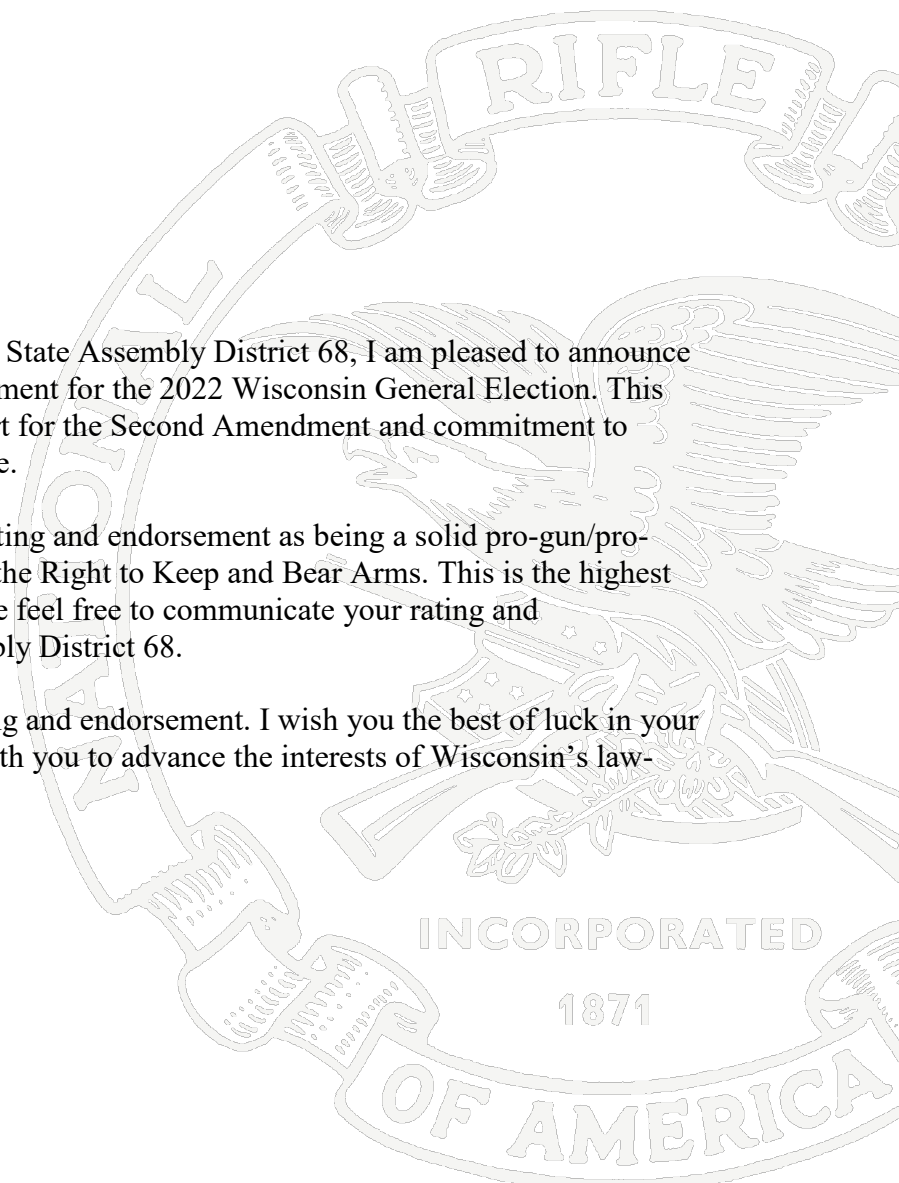 RIFLE
NATIONAL
State Assembly District 68, I am pleased to announce
ment for the 2022 Wisconsin General Election. This
rt for the Second Amendment and commitment to
e.
ting and endorsement as being a solid pro-gun/pro-
the Right to Keep and Bear Arms. This is the highest
e feel free to communicate your rating and
bly District 68.
g and endorsement. I wish you the best of luck in your
th you to advance the interests of Wisconsin’s law-
INCORPORATED
1871
OF AMERICA